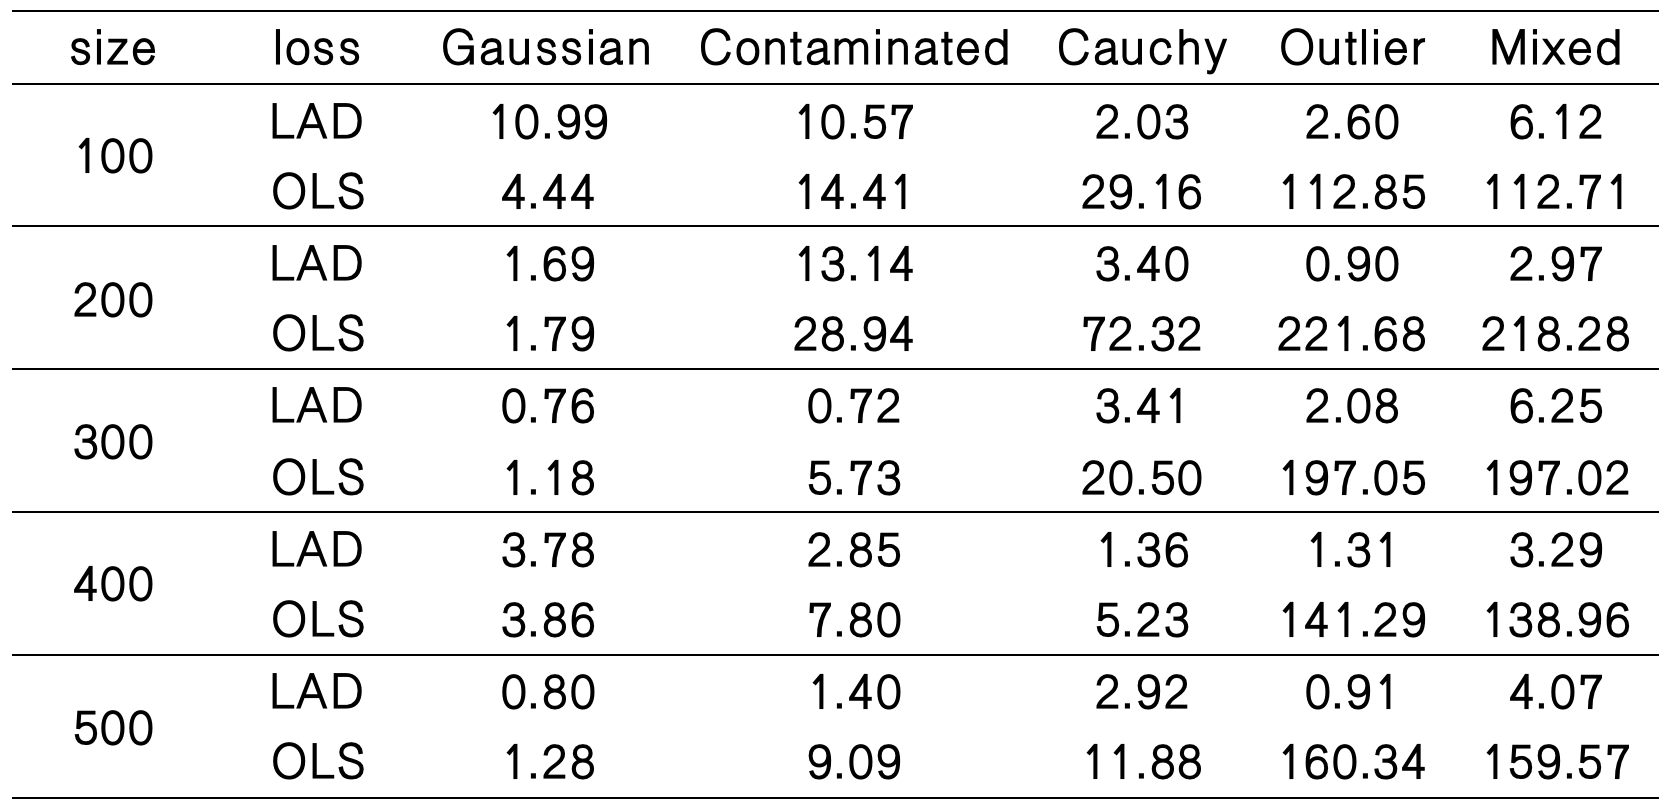 size loss Gaussian Contaminated Cauchy Outlier Mixed
100 LAD 10.99 10.57 2.03 2.60 6.12
OLS 4.44 14.41 29.16 112.85 112.71
200 LAD 1.69 13.14 3.40 0.90 2.97
OLS 1.79 28.94 72.32 221.68 218.28
300 LAD 0.76 0.72 3.41 2.08 6.25
OLS 1.18 5.73 20.50 197.05 197.02
400 LAD 3.78 2.85 1.36 1.31 3.29
OLS 3.86 7.80 5.23 141.29 138.96
500 LAD 0.80 1.40 2.92 0.91 4.07
OLS 1.28 9.09 11.88 160.34 159.57